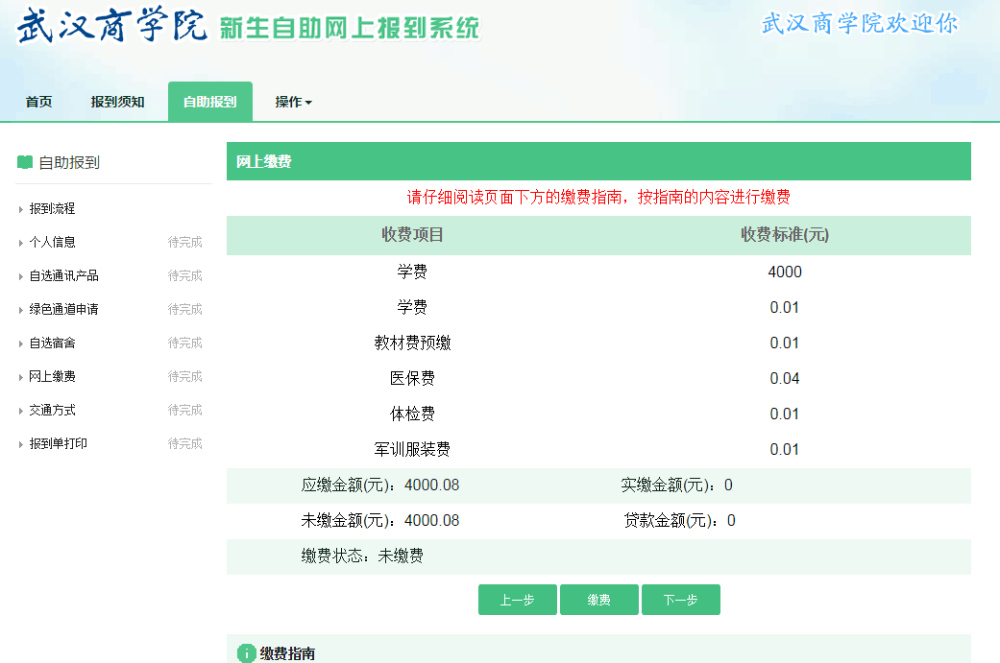 武汉商学院 新生自助网上报到系统
武汉商学院欢迎你
首页 报到须知 自助报到 操作
自助报到
报到流程
个人信息 待完成
自选通讯产品 待完成
绿色通道申请 待完成
自选宿舍 待完成
网上缴费 待完成
交通方式 待完成
报到单打印 待完成
网上缴费
请仔细阅读页面下方的缴费指南，按指南的内容进行缴费
收费项目 收费标准(元)
学费 4000
学费 0.01
教材费预缴 0.01
医保费 0.04
体检费 0.01
军训服装费 0.01
应缴金额(元)：4000.08 实缴金额(元)：0
未缴金额(元)：4000.08 贷款金额(元)：0
缴费状态：未缴费
上一步 缴费 下一步
缴费指南